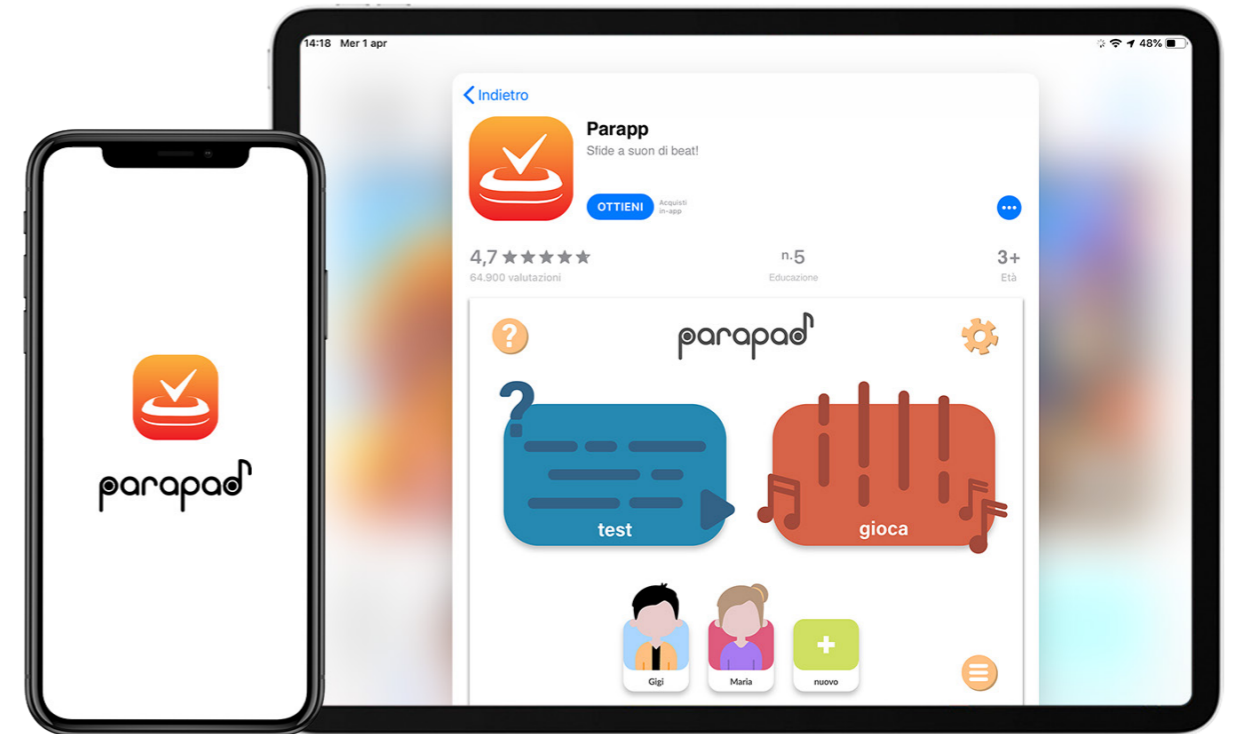 14:18 Mer 1 apr
48%
Indietro
Parapp
Sfide a suon di beat!
OTTIENI
Acquisti
in-app
4,7 ★★★★★
n.5
3+
64.900 valutazioni
Educazione
Età
?
parapad
?
test
gioca
Gigi
Maria
+
nuovo
parapad